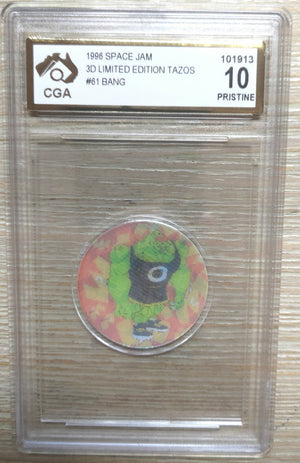 1996 SPACE JAM
3D LIMITED EDITION TAZOS
#61 BANG
CGA
101913
10
PRISTINE